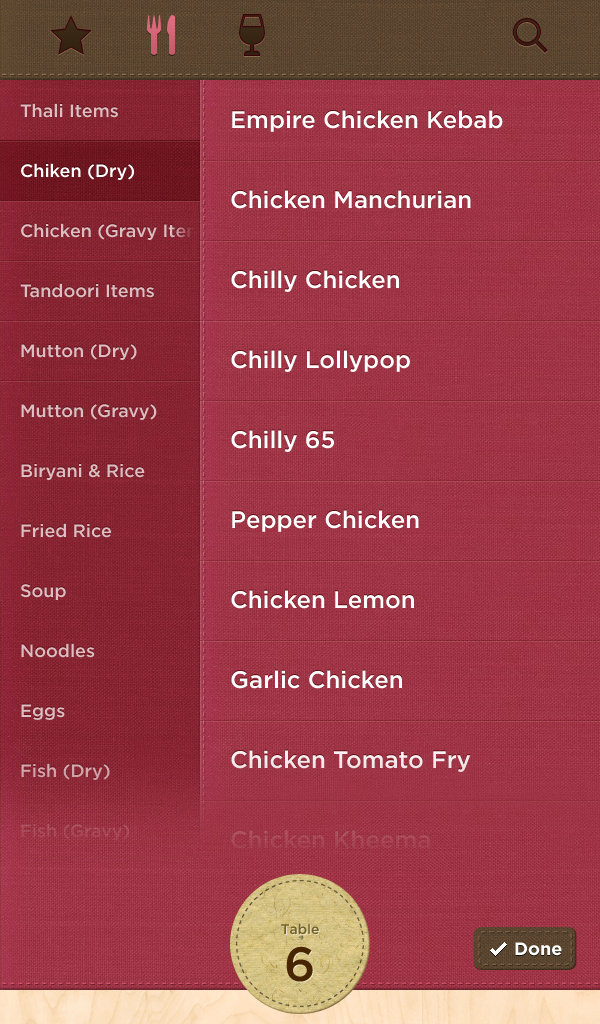 Thali Items
Chiken (Dry)
Chicken (Gravy Iter
Tandoori Items
Mutton (Dry)
Mutton (Gravy)
Biryani & Rice
Fried Rice
Soup
Noodles
Eggs
Fish (Dry)
Fish (Gravy)
Empire Chicken Kebab
Chicken Manchurian
Chilly Chicken
Chilly Lollypop
Chilly 65
Pepper Chicken
Chicken Lemon
Garlic Chicken
Chicken Tomato Fry
Chicken Kheema
Table
6
Done